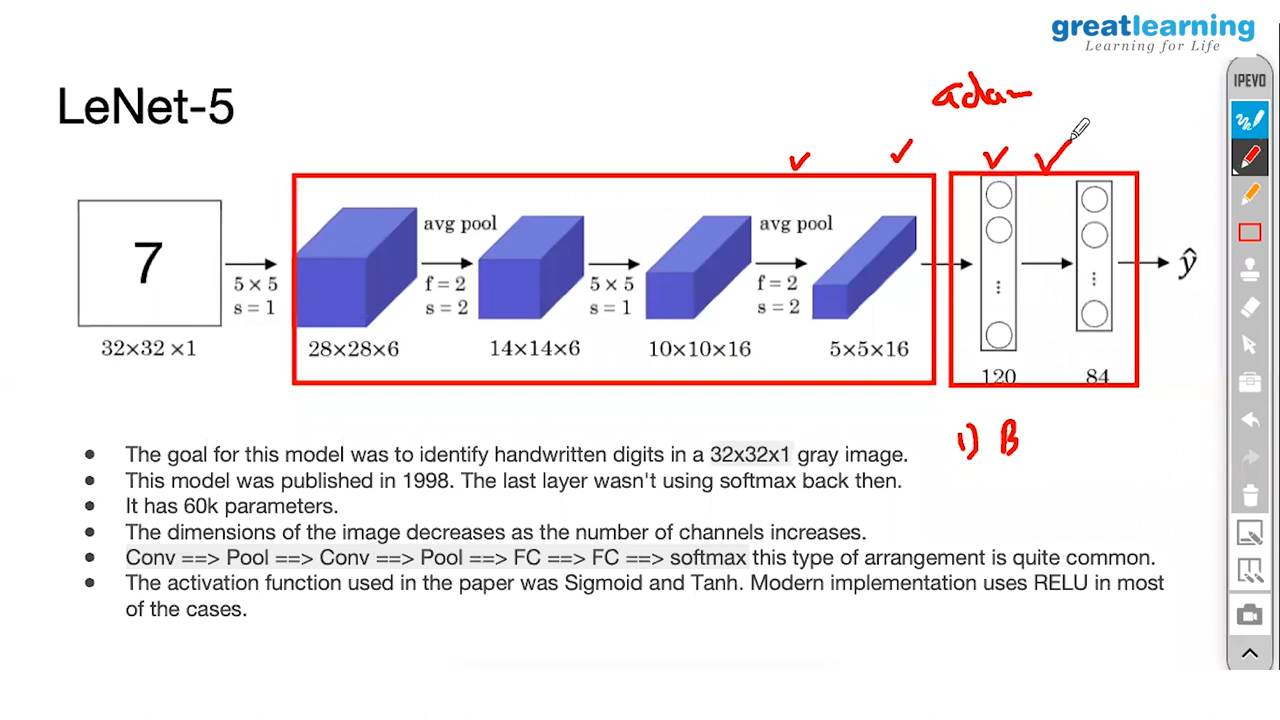 greatlearning
Learning for Life
IPEVO
LeNet-5
adam
7
32×32 ×1
5 × 5
s = 1
28×28×6
avg pool
f = 2
s = 2
14×14×6
5 × 5
s = 1
10×10×16
avg pool
f = 2
s = 2
5×5×16
⋮
120
⋮
84
ŷ
1) B
• The goal for this model was to identify handwritten digits in a 32x32x1 gray image.
• This model was published in 1998. The last layer wasn't using softmax back then.
• It has 60k parameters.
• The dimensions of the image decreases as the number of channels increases.
• Conv ==> Pool ==> Conv ==> Pool ==> FC ==> FC ==> softmax this type of arrangement is quite common.
• The activation function used in the paper was Sigmoid and Tanh. Modern implementation uses RELU in most
of the cases.